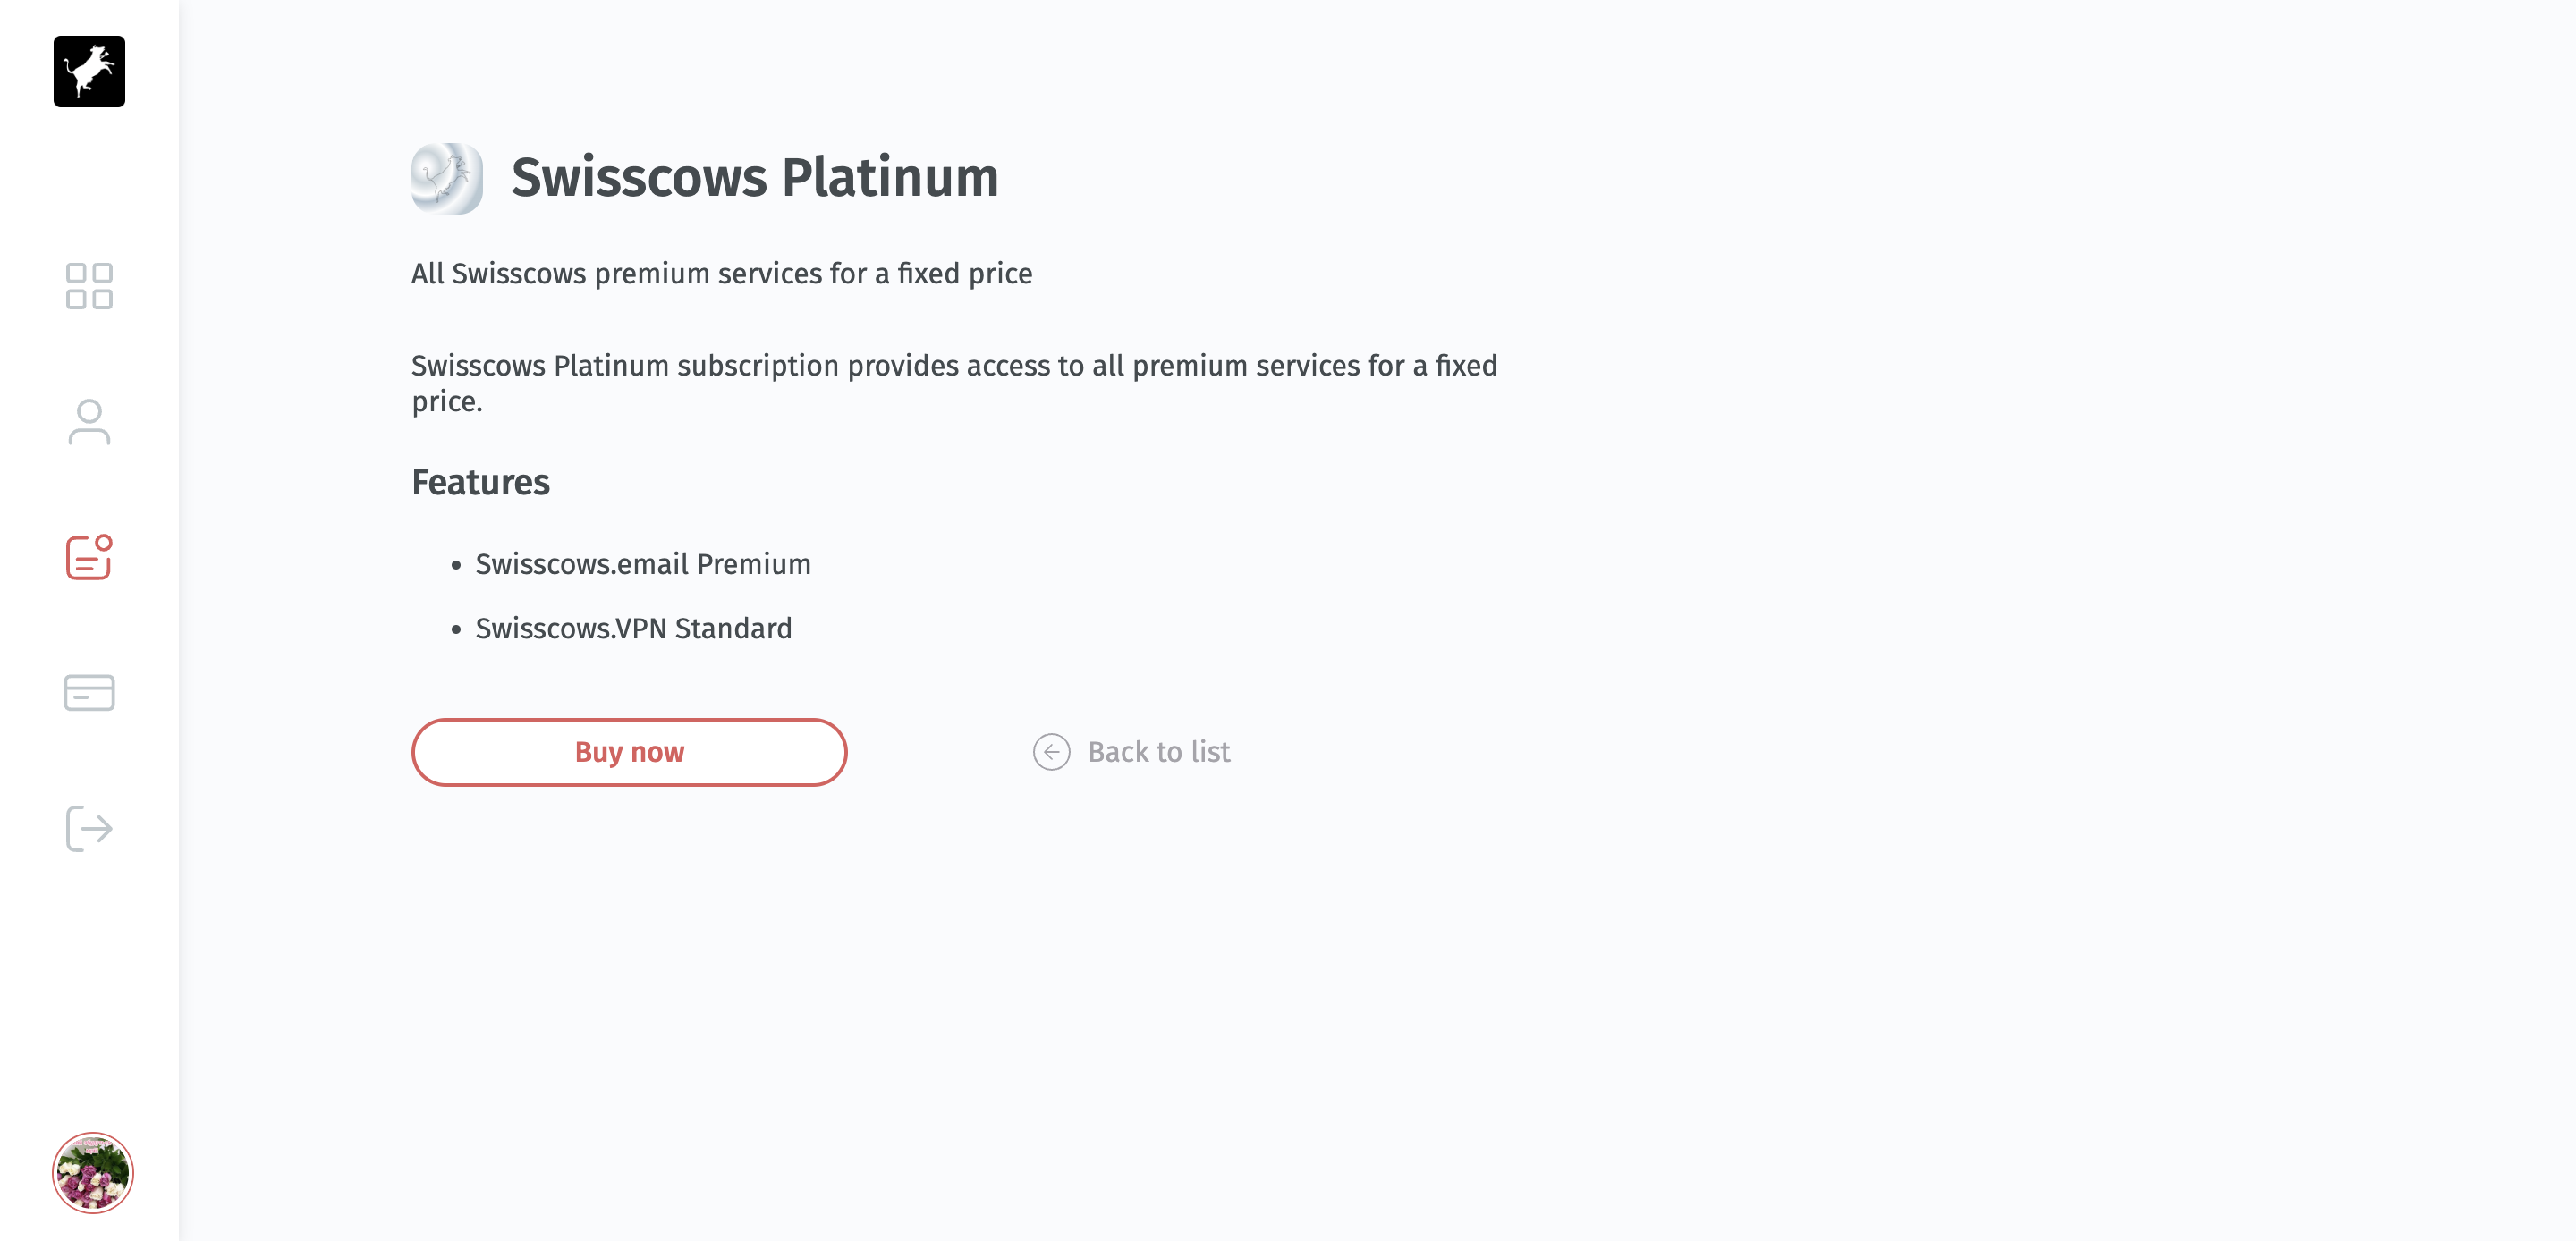 Swisscows Platinum
All Swisscows premium services for a fixed price
Swisscows Platinum subscription provides access to all premium services for a fixed
price.
Features
• Swisscows.email Premium
• Swisscows.VPN Standard
Buy now
Back to list